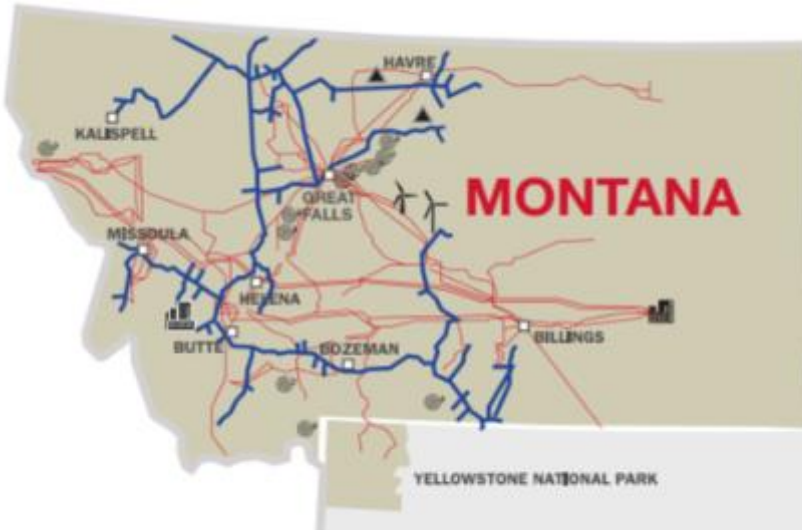 HAVRE
KALISPELL
MONTANA
GREAT
FALLS
MISSOULA
HELENA
BUTTE
BOZEMAN
BILLINGS
YELLOWSTONE NATIONAL PARK